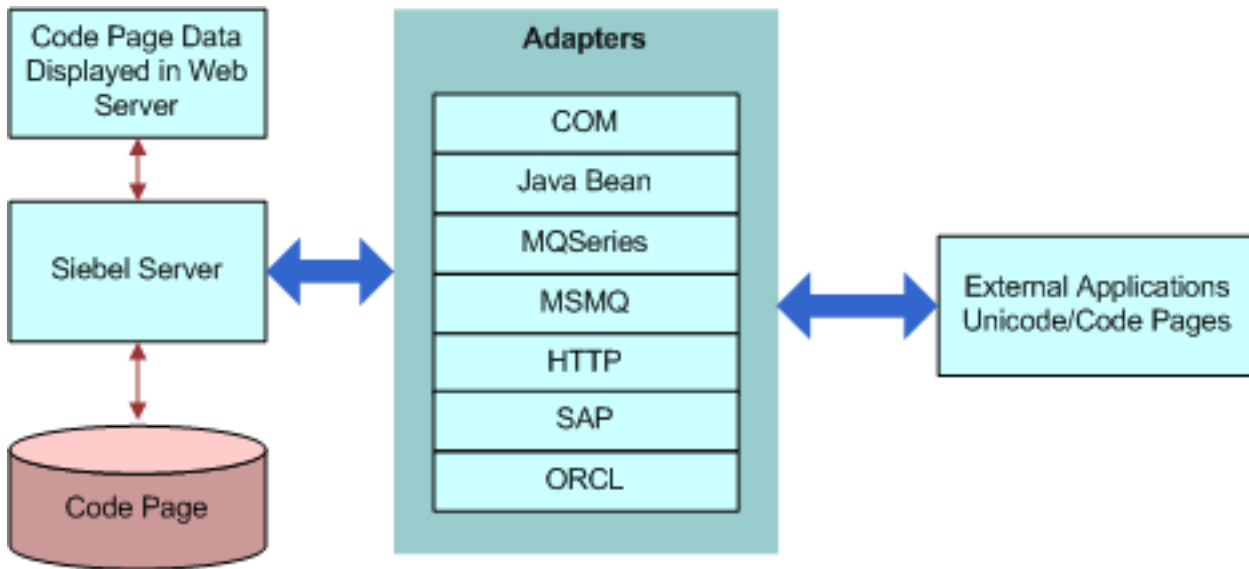 Code Page Data
Displayed in Web
Server
Siebel Server
Code Page
Adapters
COM
Java Bean
MQSeries
MSMQ
HTTP
SAP
ORCL
External Applications
Unicode/Code Pages